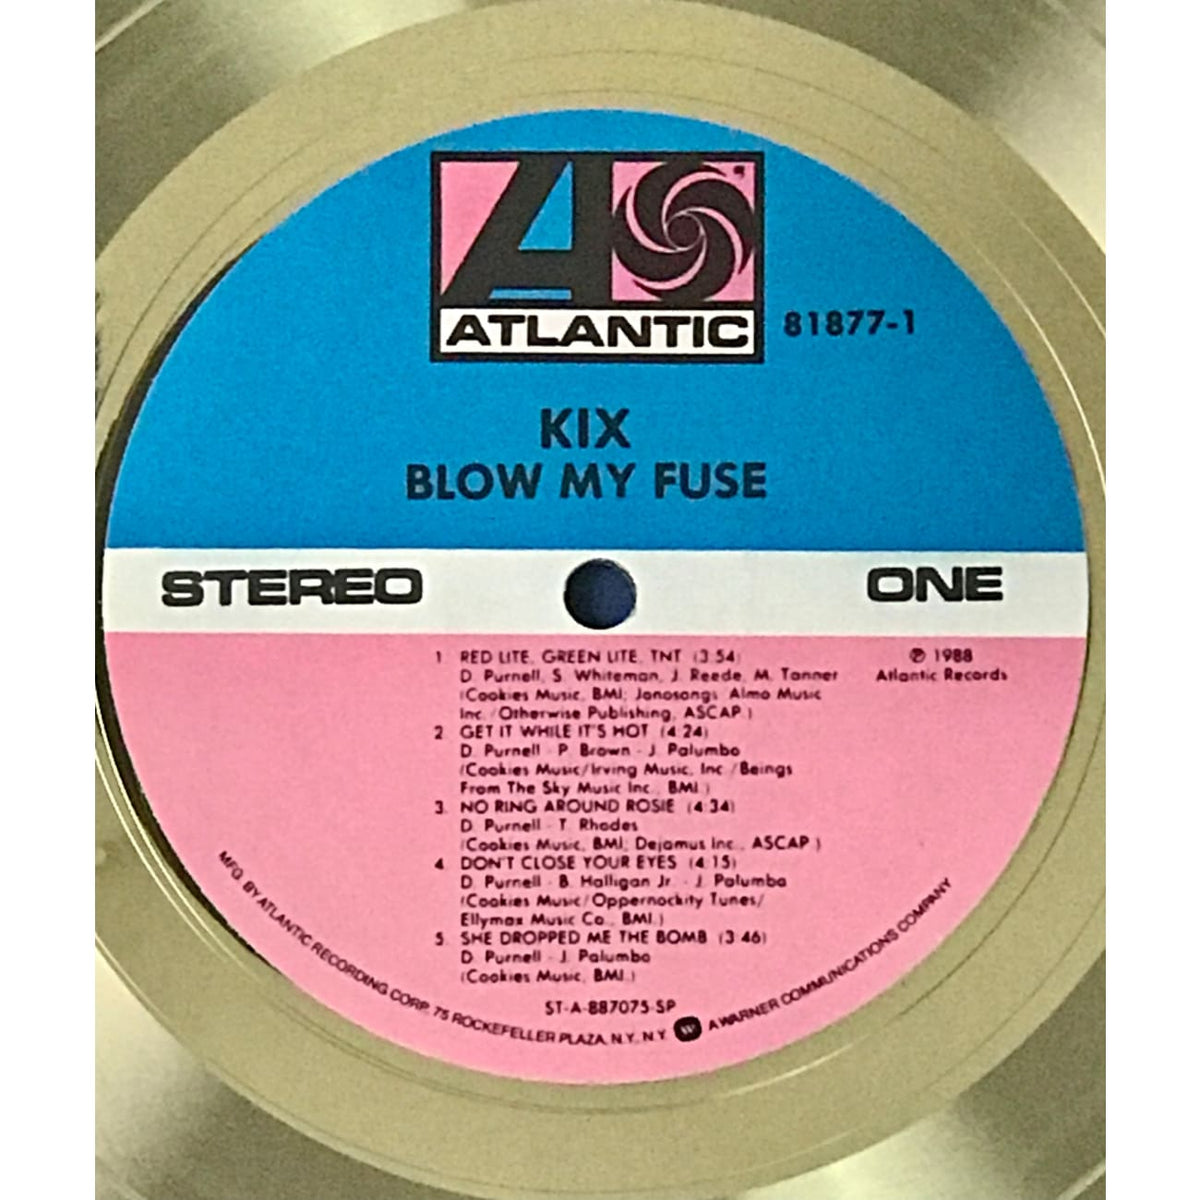 ATLANTIC
81877-1
KIX
BLOW MY FUSE
STEREO
ONE
1 RED LITE, GREEN LITE, TNT (3:54)
D. Purnell, S. Whiteman, J. Reede, M. Tanner
(Cookies Music, BMI; Janosongs, Almo Music
Inc./Otherwise Publishing, ASCAP.)
2. GET IT WHILE IT'S HOT (4:24)
D. Purnell - P. Brown - J. Palumbo
(Cookies Music/Irving Music, Inc./Beings
From The Sky Music Inc., BMI.)
3. NO RING AROUND ROSIE (4:34)
D. Purnell - T. Rhodes
(Cookies Music, BMI; Dejamus Inc., ASCAP.)
4. DON'T CLOSE YOUR EYES (4:15)
D. Purnell - B. Halligan Jr. - J. Palumbo
(Cookies Music/Oppernockity Tunes/
Ellymax Music Co., BMI.)
5. SHE DROPPED ME THE BOMB (3:46)
D. Purnell - J. Palumbo
(Cookies Music, BMI.)
℗ 1988
Atlantic Records
ST-A-887075-SP
MFG. BY ATLANTIC RECORDING CORP., 75 ROCKEFELLER PLAZA, N.Y., N.Y. A WARNER COMMUNICATIONS COMPANY